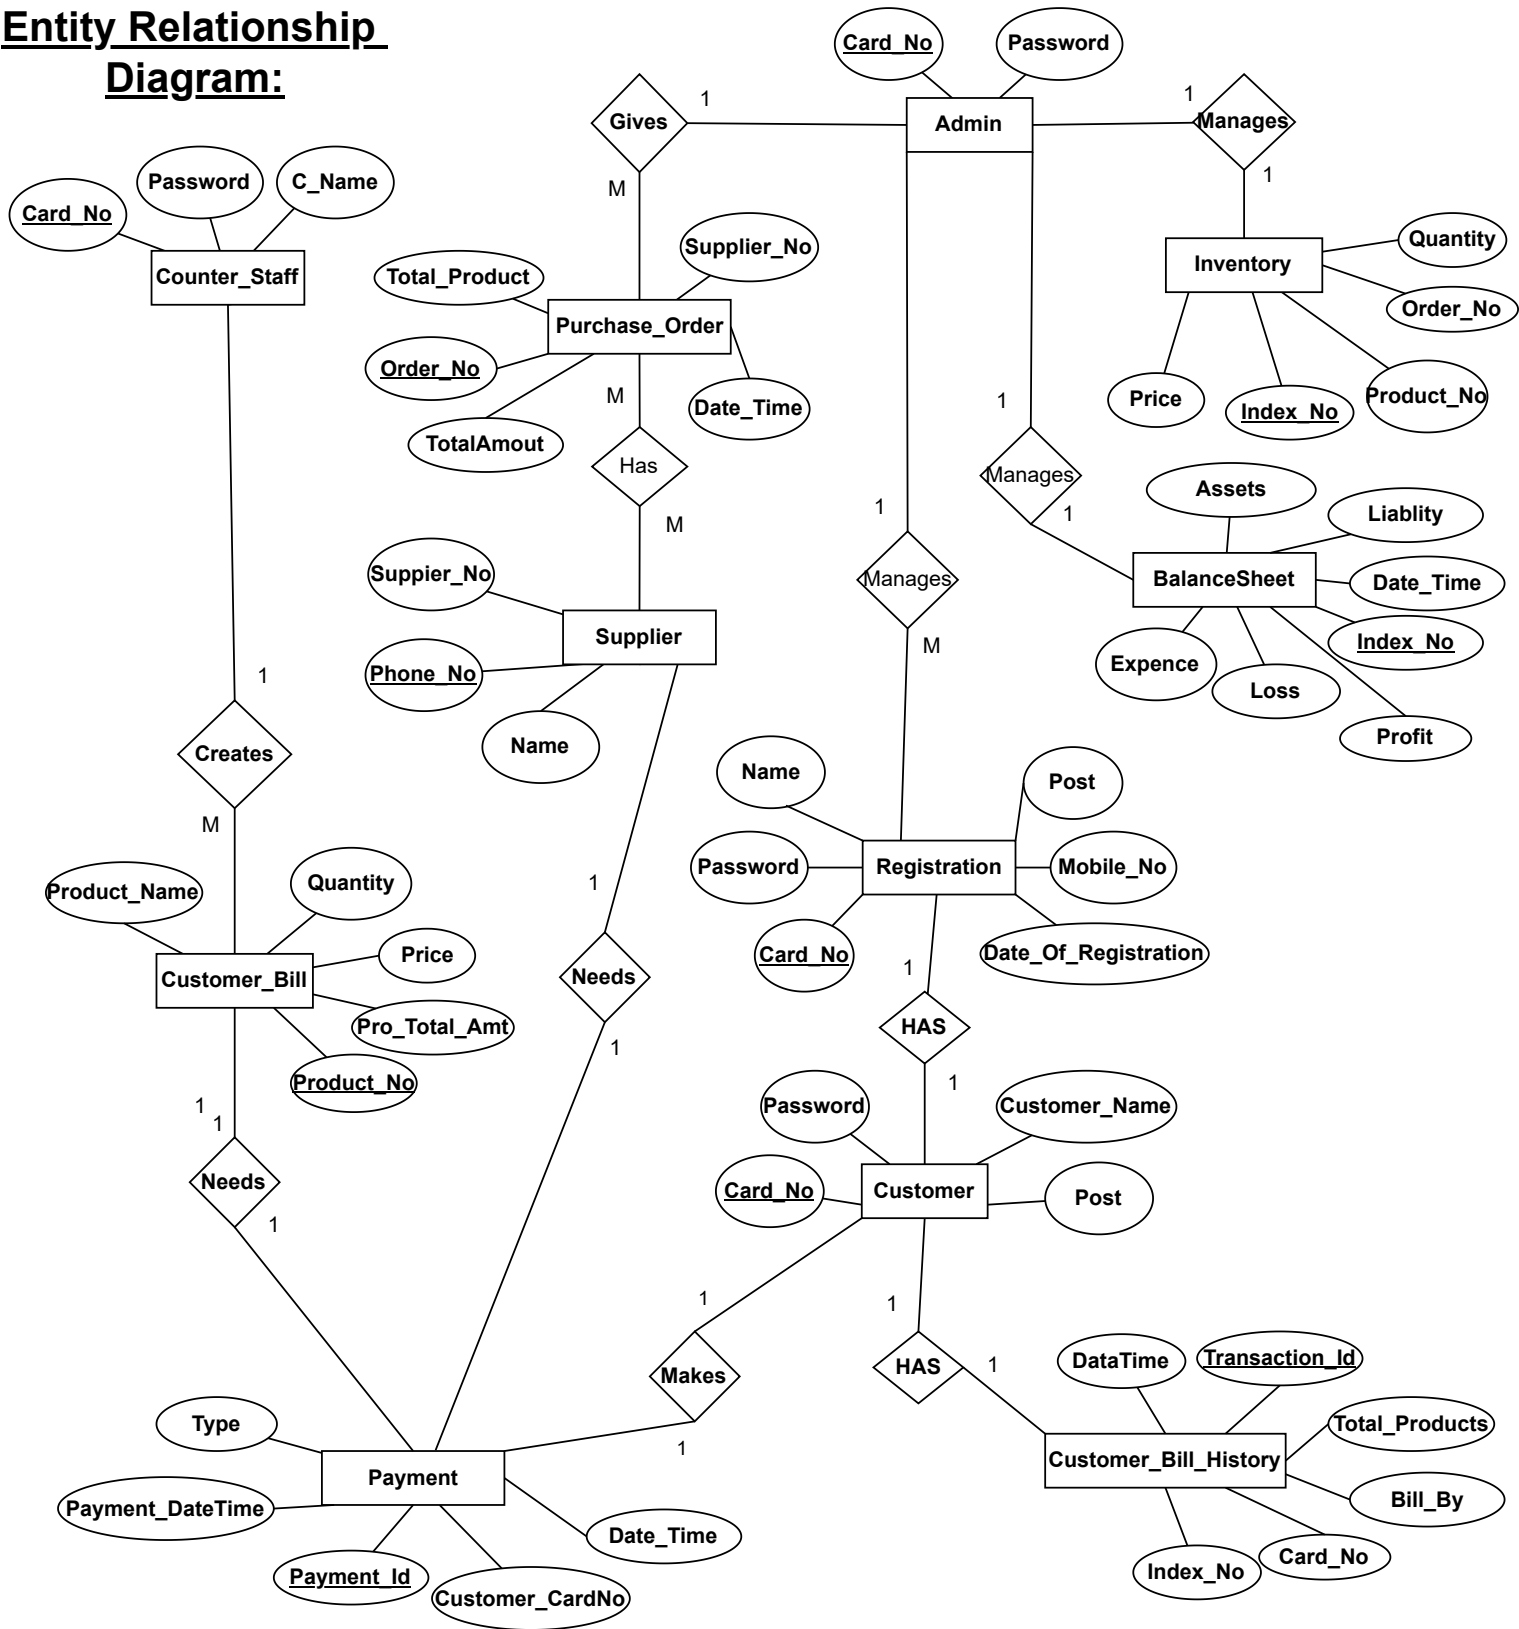 Entity Relationship
Diagram:
Card_No
Password
Gives
1
Admin
1
Manages
M
1
Card_No
Password
C_Name
Counter_Staff
Total_Product
Supplier_No
Purchase_Order
Order_No
TotalAmout
Date_Time
M
Has
M
Inventory
Quantity
Order_No
Price
Index_No
Product_No
1
Manages
1
Assets
Liablity
BalanceSheet
Date_Time
Index_No
Expence
Loss
Profit
1
Manages
M
Suppier_No
Supplier
Phone_No
Name
1
Creates
M
Name
Post
Password
Registration
Mobile_No
Card_No
Date_Of_Registration
Product_Name
Quantity
Customer_Bill
Price
Pro_Total_Amt
Product_No
1
Needs
1
1
HAS
1
1
1
Needs
1
Password
Customer_Name
Card_No
Customer
Post
1
Makes
1
1
HAS
1
DataTime
Transaction_Id
Total_Products
Customer_Bill_History
Bill_By
Index_No
Card_No
Type
Payment
Payment_DateTime
Payment_Id
Customer_CardNo
Date_Time